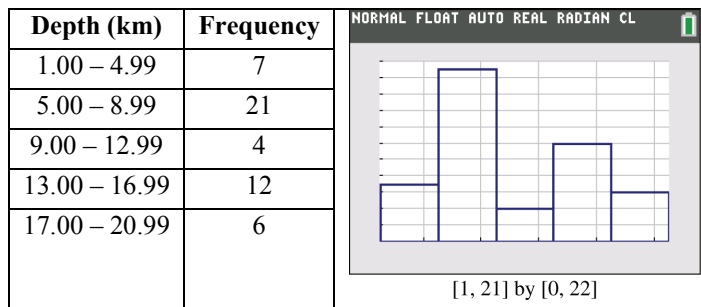 Depth (km) Frequency
1.00 – 4.99 7
5.00 – 8.99 21
9.00 – 12.99 4
13.00 – 16.99 12
17.00 – 20.99 6
NORMAL FLOAT AUTO REAL RADIAN CL
[1, 21] by [0, 22]